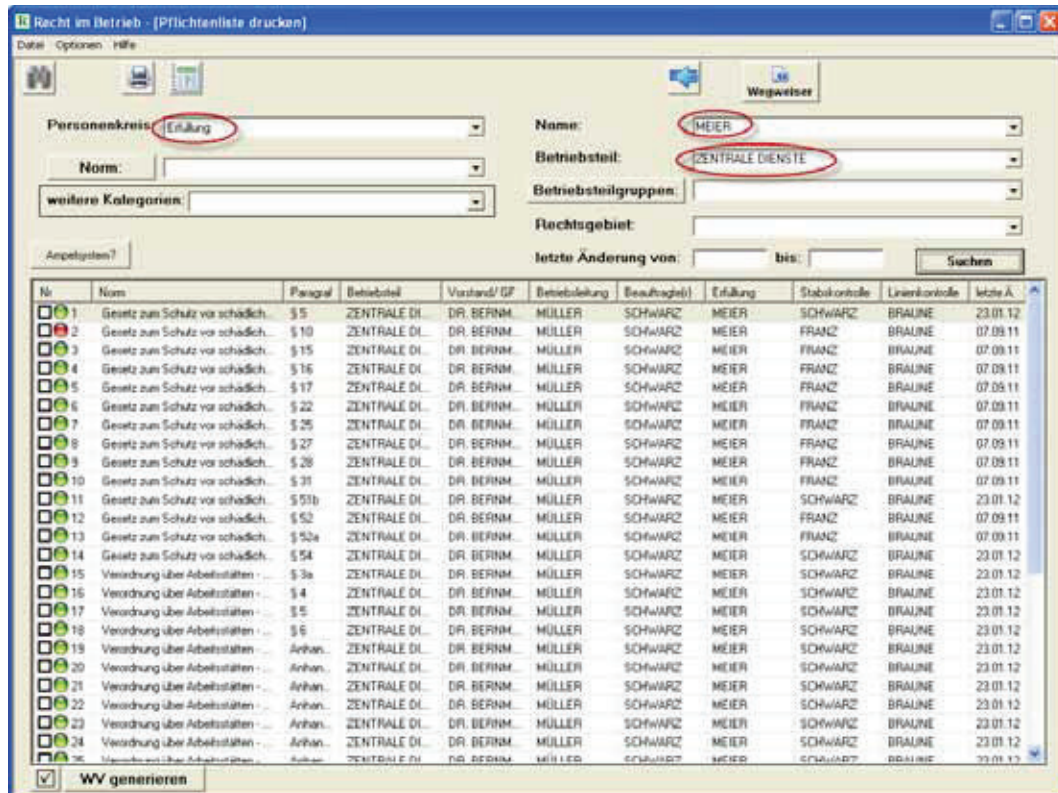 Recht im Betrieb - [Pflichtenliste drucken]
Datei Optionen Hilfe
Wegweiser
Personenkreis: Erfüllung Name: MEIER
Norm: Betriebsteil: ZENTRALE DIENSTE
weitere Kategorien: Betriebsteilgruppen:
Rechtsgebiet:
Ampelsystem? letzte Änderung von: bis: Suchen
Nr Norm Paragraf Betriebsteil Vorstand/ GF Betriebsleitung Beauftragte(r) Erfüllung Stabskontrolle Linienkontrolle letzte Ä.
1 Gesetz zum Schutz vor schädlich... § 5 ZENTRALE DI... DR. BERNM... MÜLLER SCHWARZ MEIER SCHWARZ BRAUNE 23.01.12
2 Gesetz zum Schutz vor schädlich... § 10 ZENTRALE DI... DR. BERNM... MÜLLER SCHWARZ MEIER FRANZ BRAUNE 07.09.11
3 Gesetz zum Schutz vor schädlich... § 15 ZENTRALE DI... DR. BERNM... MÜLLER SCHWARZ MEIER FRANZ BRAUNE 07.09.11
4 Gesetz zum Schutz vor schädlich... § 16 ZENTRALE DI... DR. BERNM... MÜLLER SCHWARZ MEIER FRANZ BRAUNE 07.09.11
5 Gesetz zum Schutz vor schädlich... § 17 ZENTRALE DI... DR. BERNM... MÜLLER SCHWARZ MEIER FRANZ BRAUNE 07.09.11
6 Gesetz zum Schutz vor schädlich... § 22 ZENTRALE DI... DR. BERNM... MÜLLER SCHWARZ MEIER FRANZ BRAUNE 07.09.11
7 Gesetz zum Schutz vor schädlich... § 25 ZENTRALE DI... DR. BERNM... MÜLLER SCHWARZ MEIER FRANZ BRAUNE 07.09.11
8 Gesetz zum Schutz vor schädlich... § 27 ZENTRALE DI... DR. BERNM... MÜLLER SCHWARZ MEIER FRANZ BRAUNE 07.09.11
9 Gesetz zum Schutz vor schädlich... § 28 ZENTRALE DI... DR. BERNM... MÜLLER SCHWARZ MEIER FRANZ BRAUNE 07.09.11
10 Gesetz zum Schutz vor schädlich... § 31 ZENTRALE DI... DR. BERNM... MÜLLER SCHWARZ MEIER FRANZ BRAUNE 07.09.11
11 Gesetz zum Schutz vor schädlich... § 51b ZENTRALE DI... DR. BERNM... MÜLLER SCHWARZ MEIER SCHWARZ BRAUNE 23.01.12
12 Gesetz zum Schutz vor schädlich... § 52 ZENTRALE DI... DR. BERNM... MÜLLER SCHWARZ MEIER FRANZ BRAUNE 07.09.11
13 Gesetz zum Schutz vor schädlich... § 52a ZENTRALE DI... DR. BERNM... MÜLLER SCHWARZ MEIER FRANZ BRAUNE 07.09.11
14 Gesetz zum Schutz vor schädlich... § 54 ZENTRALE DI... DR. BERNM... MÜLLER SCHWARZ MEIER SCHWARZ BRAUNE 23.01.12
15 Verordnung über Arbeitsstätten - ... § 3a ZENTRALE DI... DR. BERNM... MÜLLER SCHWARZ MEIER SCHWARZ BRAUNE 23.01.12
16 Verordnung über Arbeitsstätten - ... § 4 ZENTRALE DI... DR. BERNM... MÜLLER SCHWARZ MEIER SCHWARZ BRAUNE 23.01.12
17 Verordnung über Arbeitsstätten - ... § 5 ZENTRALE DI... DR. BERNM... MÜLLER SCHWARZ MEIER SCHWARZ BRAUNE 23.01.12
18 Verordnung über Arbeitsstätten - ... § 6 ZENTRALE DI... DR. BERNM... MÜLLER SCHWARZ MEIER SCHWARZ BRAUNE 23.01.12
19 Verordnung über Arbeitsstätten - ... Anhan... ZENTRALE DI... DR. BERNM... MÜLLER SCHWARZ MEIER SCHWARZ BRAUNE 23.01.12
20 Verordnung über Arbeitsstätten - ... Anhan... ZENTRALE DI... DR. BERNM... MÜLLER SCHWARZ MEIER SCHWARZ BRAUNE 23.01.12
21 Verordnung über Arbeitsstätten - ... Anhan... ZENTRALE DI... DR. BERNM... MÜLLER SCHWARZ MEIER SCHWARZ BRAUNE 23.01.12
22 Verordnung über Arbeitsstätten - ... Anhan... ZENTRALE DI... DR. BERNM... MÜLLER SCHWARZ MEIER SCHWARZ BRAUNE 23.01.12
23 Verordnung über Arbeitsstätten - ... Anhan... ZENTRALE DI... DR. BERNM... MÜLLER SCHWARZ MEIER SCHWARZ BRAUNE 23.01.12
24 Verordnung über Arbeitsstätten - ... Anhan... ZENTRALE DI... DR. BERNM... MÜLLER SCHWARZ MEIER SCHWARZ BRAUNE 23.01.12
25 Verordnung über Arbeitsstätten - ... Anhan... ZENTRALE DI... DR. BERNM... MÜLLER SCHWARZ MEIER SCHWARZ BRAUNE 23.01.12
WV generieren